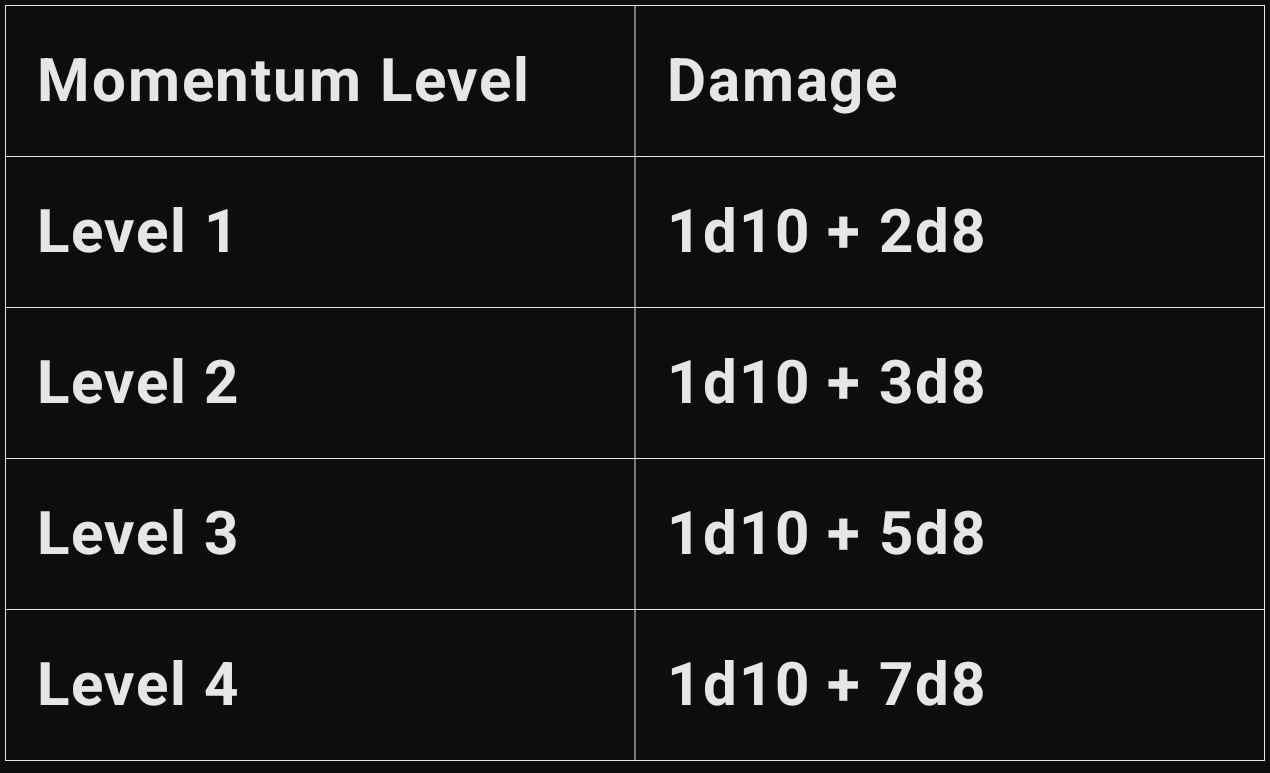 Momentum Level Damage
Level 1 1d10 + 2d8
Level 2 1d10 + 3d8
Level 3 1d10 + 5d8
Level 4 1d10 + 7d8